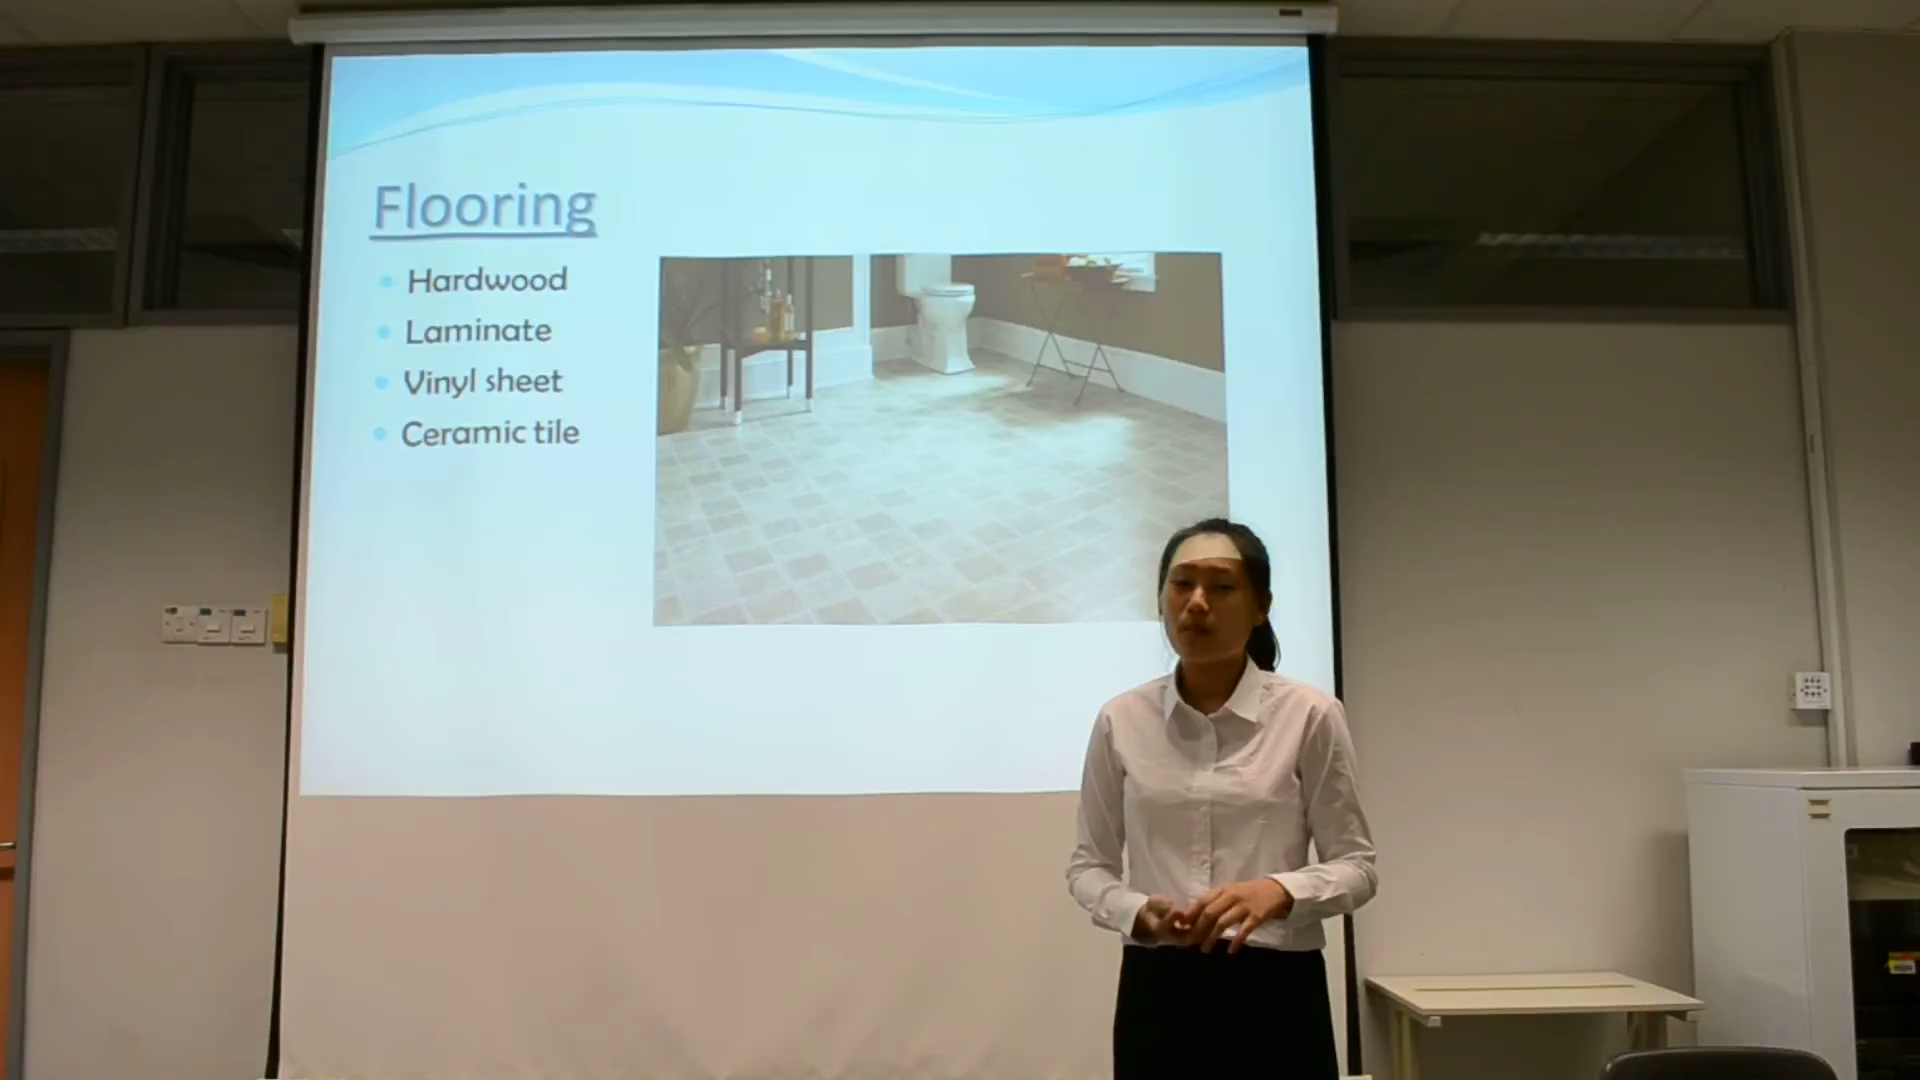 Flooring
Hardwood
Laminate
Vinyl sheet
Ceramic tile